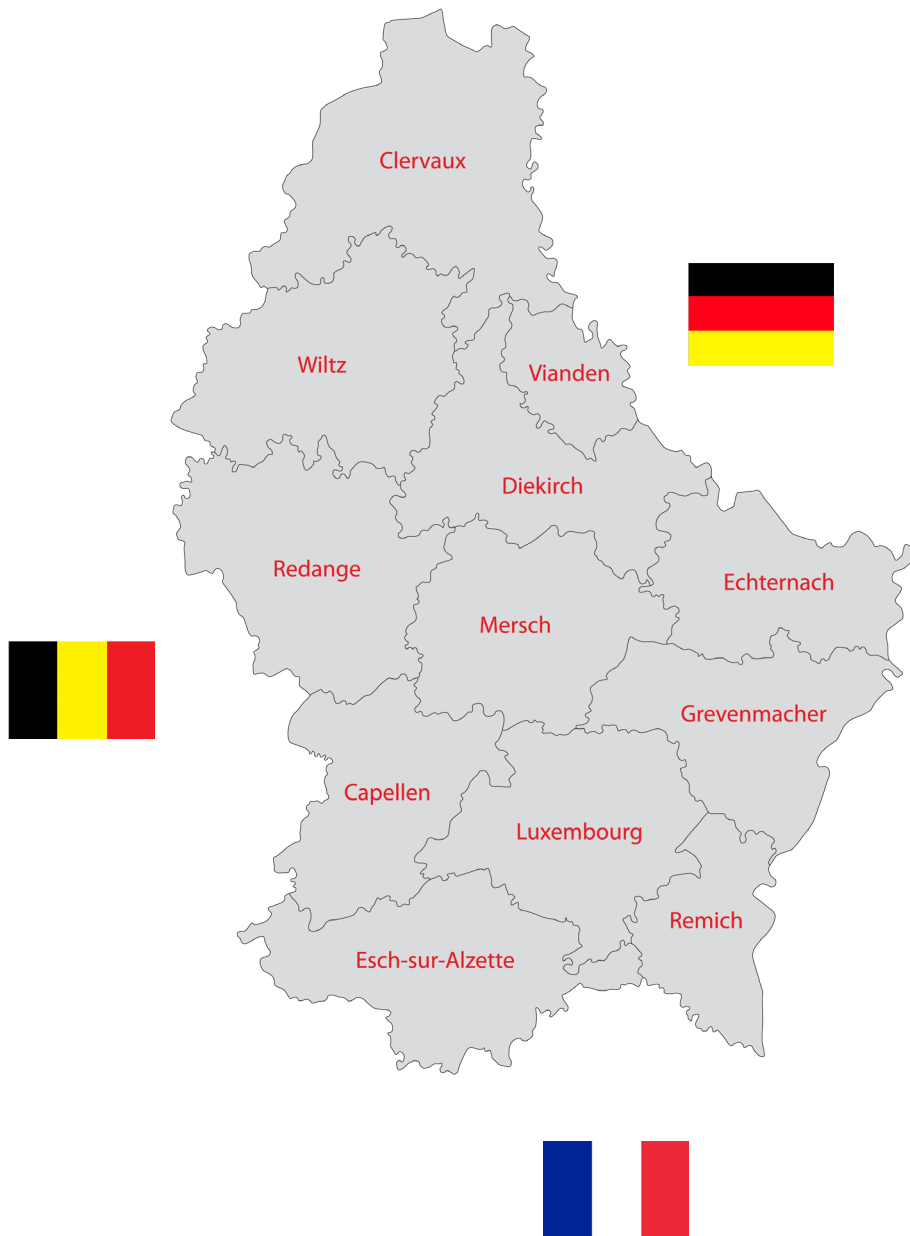 Clervaux
Wiltz
Vianden
Diekirch
Redange
Echternach
Mersch
Grevenmacher
Capellen
Luxembourg
Remich
Esch-sur-Alzette